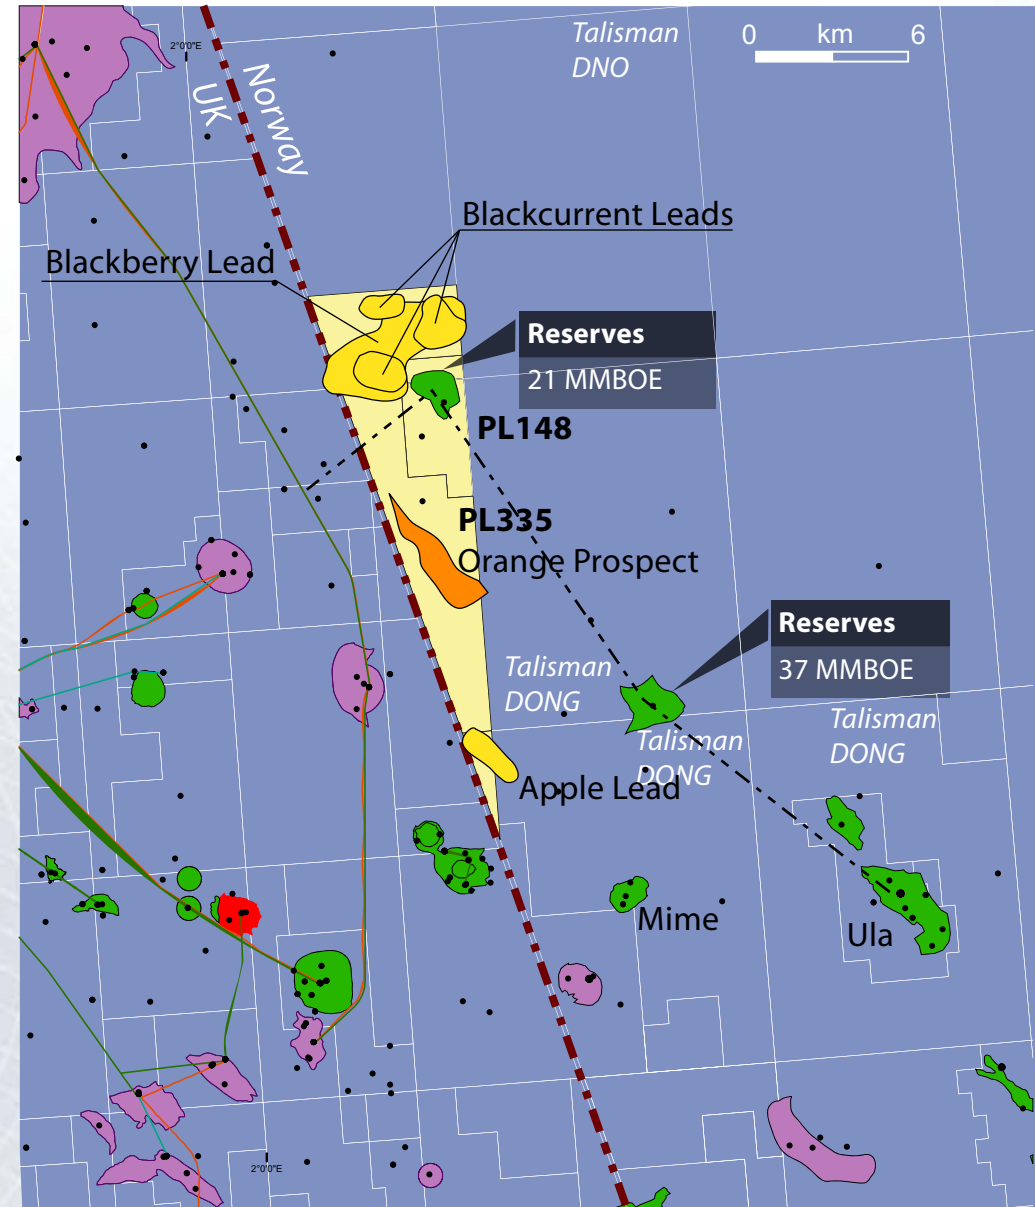 Talisman
DNO
0 km 6
2°0'0"E
UK
Norway
Blackcurrent Leads
Blackberry Lead
Reserves
21 MMBOE
PL148
PL335
Orange Prospect
Reserves
37 MMBOE
Talisman
DONG
Talisman
DONG
Talisman
DONG
Apple Lead
Mime
Ula
2°0'0"E